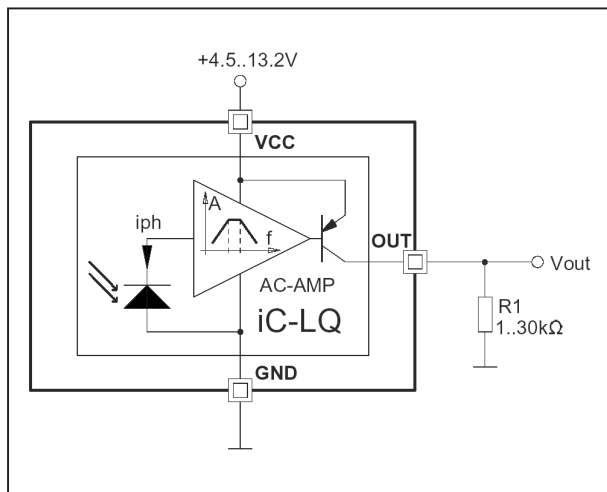 +4.5..13.2V
VCC
A
iph
f
OUT
Vout
AC-AMP
R1
iC-LQ
1..30kΩ
GND